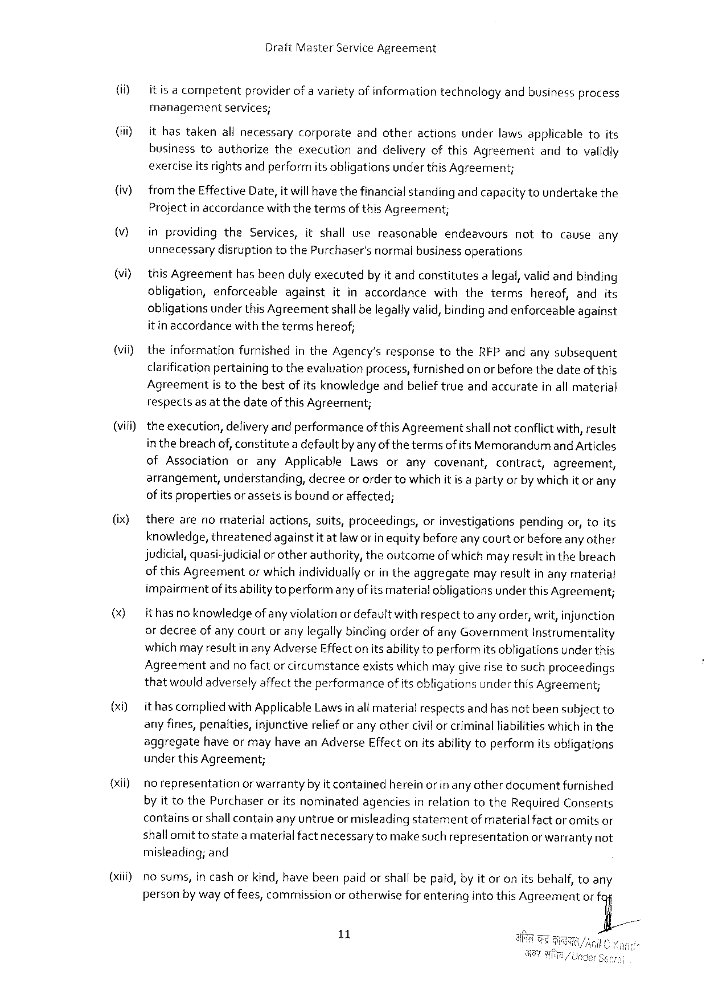 Draft Master Service Agreement
(ii) it is a competent provider of a variety of information technology and business process
management services;
(iii) it has taken all necessary corporate and other actions under laws applicable to its
business to authorize the execution and delivery of this Agreement and to validly
exercise its rights and perform its obligations under this Agreement;
(iv) from the Effective Date, it will have the financial standing and capacity to undertake the
Project in accordance with the terms of this Agreement;
(v) in providing the Services, it shall use reasonable endeavours not to cause any
unnecessary disruption to the Purchaser's normal business operations
(vi) this Agreement has been duly executed by it and constitutes a legal, valid and binding
obligation, enforceable against it in accordance with the terms hereof, and its
obligations under this Agreement shall be legally valid, binding and enforceable against
it in accordance with the terms hereof;
(vii) the information furnished in the Agency's response to the RFP and any subsequent
clarification pertaining to the evaluation process, furnished on or before the date of this
Agreement is to the best of its knowledge and belief true and accurate in all material
respects as at the date of this Agreement;
(viii) the execution, delivery and performance of this Agreement shall not conflict with, result
in the breach of, constitute a default by any of the terms of its Memorandum and Articles
of Association or any Applicable Laws or any covenant, contract, agreement,
arrangement, understanding, decree or order to which it is a party or by which it or any
of its properties or assets is bound or affected;
(ix) there are no material actions, suits, proceedings, or investigations pending or, to its
knowledge, threatened against it at law or in equity before any court or before any other
judicial, quasi-judicial or other authority, the outcome of which may result in the breach
of this Agreement or which individually or in the aggregate may result in any material
impairment of its ability to perform any of its material obligations under this Agreement;
(x) it has no knowledge of any violation or default with respect to any order, writ, injunction
or decree of any court or any legally binding order of any Government Instrumentality
which may result in any Adverse Effect on its ability to perform its obligations under this
Agreement and no fact or circumstance exists which may give rise to such proceedings
that would adversely affect the performance of its obligations under this Agreement;
(xi) it has complied with Applicable Laws in all material respects and has not been subject to
any fines, penalties, injunctive relief or any other civil or criminal liabilities which in the
aggregate have or may have an Adverse Effect on its ability to perform its obligations
under this Agreement;
(xii) no representation or warranty by it contained herein or in any other document furnished
by it to the Purchaser or its nominated agencies in relation to the Required Consents
contains or shall contain any untrue or misleading statement of material fact or omits or
shall omit to state a material fact necessary to make such representation or warranty not
misleading; and
(xiii) no sums, in cash or kind, have been paid or shall be paid, by it or on its behalf, to any
person by way of fees, commission or otherwise for entering into this Agreement or for
11
अनिल चन्द्र /Anil C
अवर सचिव/Under